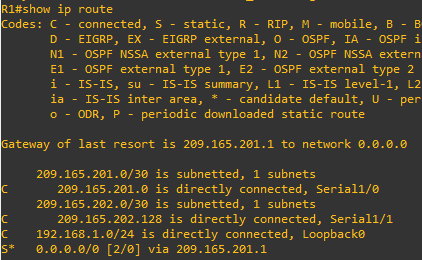 R1#show ip route
Codes: C - connected, S - static, R - RIP, M - mobile, B - B
D - EIGRP, EX - EIGRP external, O - OSPF, IA - OSPF i
N1 - OSPF NSSA external type 1, N2 - OSPF NSSA extern
E1 - OSPF external type 1, E2 - OSPF external type 2
i - IS-IS, su - IS-IS summary, L1 - IS-IS level-1, L2
ia - IS-IS inter area, * - candidate default, U - per
o - ODR, P - periodic downloaded static route
Gateway of last resort is 209.165.201.1 to network 0.0.0.0
209.165.201.0/30 is subnetted, 1 subnets
C 209.165.201.0 is directly connected, Serial1/0
209.165.202.0/30 is subnetted, 1 subnets
C 209.165.202.128 is directly connected, Serial1/1
C 192.168.1.0/24 is directly connected, Loopback0
S* 0.0.0.0/0 [2/0] via 209.165.201.1